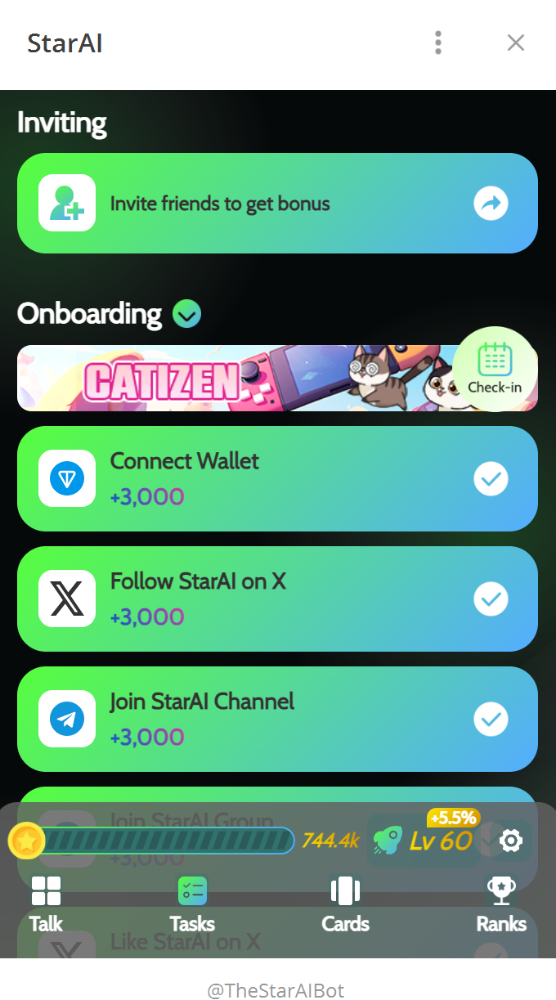 StarAI
Inviting
Invite friends to get bonus
Onboarding
CATIZEN
Check-in
Connect Wallet
+3,000
Follow StarAI on X
+3,000
Join StarAI Channel
+3,000
Join StarAI Group
+5.5%
744.4k
Lv 60
+3,000
Talk
Tasks
Cards
Ranks
Like StarAI on X
@TheStarAIBot